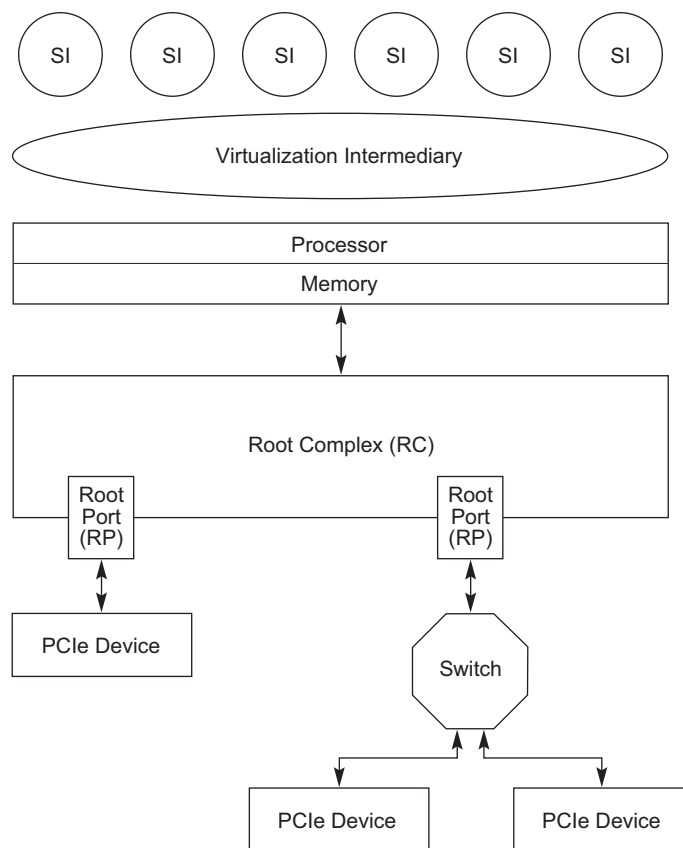 SI SI SI SI SI SI
Virtualization Intermediary
Processor
Memory
Root Complex (RC)
Root
Port
(RP)
Root
Port
(RP)
PCIe Device
Switch
PCIe Device
PCIe Device